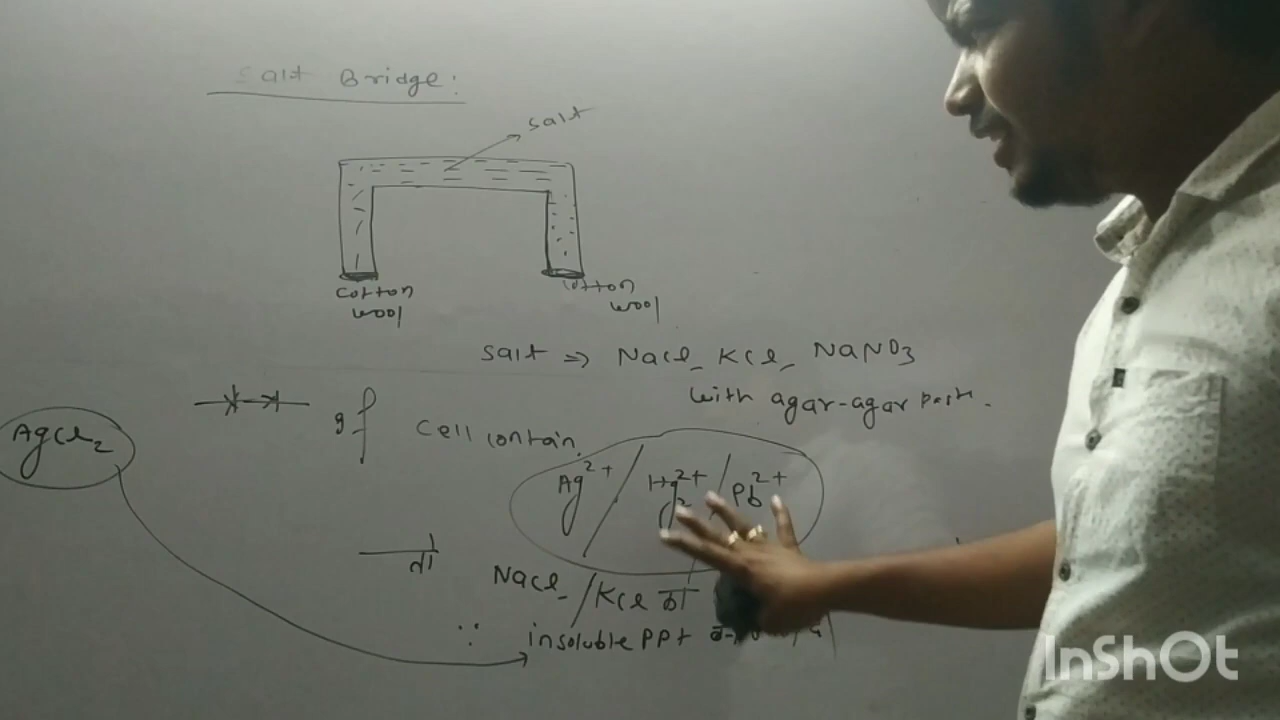 Salt Bridge:
salt
cotton
wool
cotton
wool
salt ⇒ NaCl, KCl, NaNO3
with agar-agar
If cell contain
AgCl2
Ag2+ / Hg2 2+ / Pb2+
तो
NaCl / KCl का
∵ insoluble ppt
InShOt